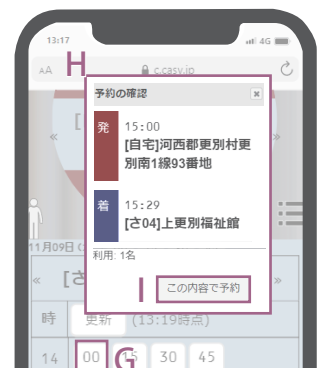 13:17
4G
AA
c.casv.jp
H
予約の確認
×
発 15:00
[自宅]河西郡更別村更
別南1線93番地
着 15:29
[さ04]上更別福祉館
利用: 1名
I この内容で予約
11月09日
« [さ »
時 更新 (13:19時点)
14 00 15 30 45
G